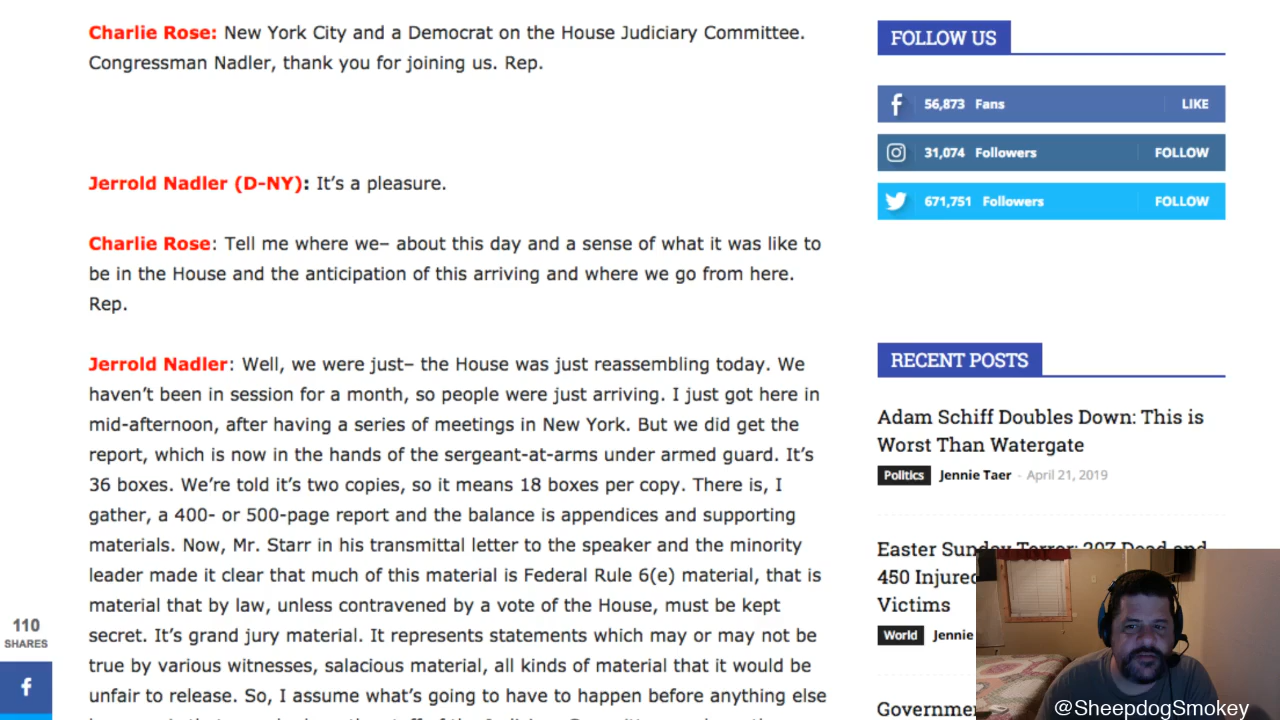 Charlie Rose: New York City and a Democrat on the House Judiciary Committee.
Congressman Nadler, thank you for joining us. Rep.
Jerrold Nadler (D-NY): It's a pleasure.
Charlie Rose: Tell me where we– about this day and a sense of what it was like to
be in the House and the anticipation of this arriving and where we go from here.
Rep.
Jerrold Nadler: Well, we were just– the House was just reassembling today. We
haven't been in session for a month, so people were just arriving. I just got here in
mid-afternoon, after having a series of meetings in New York. But we did get the
report, which is now in the hands of the sergeant-at-arms under armed guard. It's
36 boxes. We're told it's two copies, so it means 18 boxes per copy. There is, I
gather, a 400- or 500-page report and the balance is appendices and supporting
materials. Now, Mr. Starr in his transmittal letter to the speaker and the minority
leader made it clear that much of this material is Federal Rule 6(e) material, that is
material that by law, unless contravened by a vote of the House, must be kept
secret. It's grand jury material. It represents statements which may or may not be
true by various witnesses, salacious material, all kinds of material that it would be
unfair to release. So, I assume what's going to have to happen before anything else
110
SHARES
FOLLOW US
56,873 Fans LIKE
31,074 Followers FOLLOW
671,751 Followers FOLLOW
RECENT POSTS
Adam Schiff Doubles Down: This is
Worst Than Watergate
Politics Jennie Taer - April 21, 2019
Easter Sunday Terror: 207 Dead and
450 Injured
Victims
World Jennie
@SheepdogSmokey